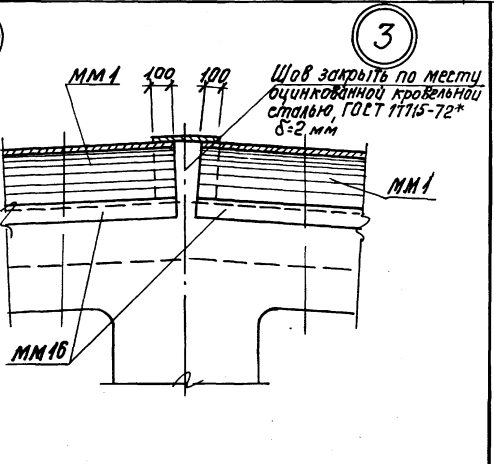 3
ММ1
100
100
Шов закрыть по месту
оцинкованной кровельной
сталью, ГОСТ 17715-72*
δ=2 мм
ММ1
ММ16